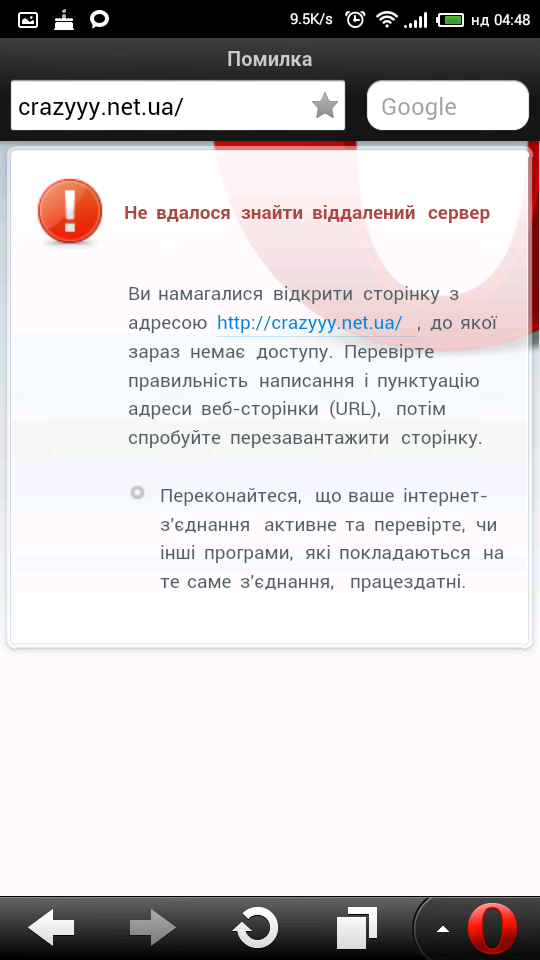 9.5K/s нд 04:48
Помилка
crazyyy.net.ua/ Google
Не вдалося знайти віддалений сервер
Ви намагалися відкрити сторінку з
адресою http://crazyyy.net.ua/ , до якої
зараз немає доступу. Перевірте
правильність написання і пунктуацію
адреси веб-сторінки (URL), потім
спробуйте перезавантажити сторінку.
Переконайтеся, що ваше інтернет-
з'єднання активне та перевірте, чи
інші програми, які покладаються на
те саме з'єднання, працездатні.